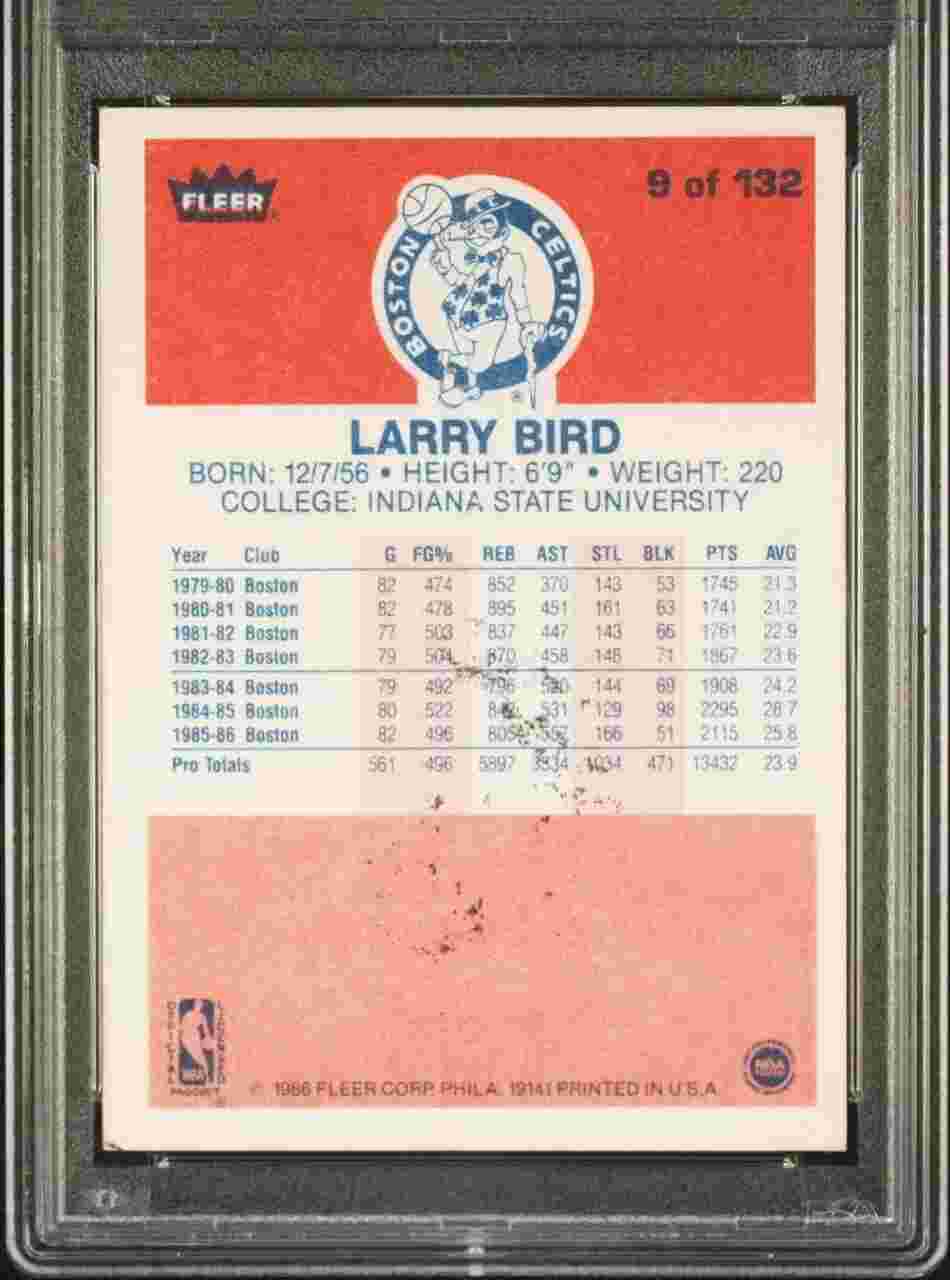 FLEER
9 of 132
BOSTON CELTICS
LARRY BIRD
BORN: 12/7/56 • HEIGHT: 6'9" • WEIGHT: 220
COLLEGE: INDIANA STATE UNIVERSITY
Year Club G FG% REB AST STL BLK PTS AVG
1979-80 Boston 82 474 852 370 143 53 1745 21.3
1980-81 Boston 82 478 895 451 161 63 1741 21.2
1981-82 Boston 77 503 837 447 143 66 1761 22.9
1982-83 Boston 79 504 870 458 148 71 1867 23.6
1983-84 Boston 79 492 796 520 144 69 1908 24.2
1984-85 Boston 80 522 842 531 129 98 2295 28.7
1985-86 Boston 82 496 805 557 166 51 2115 25.8
Pro Totals 561 496 5897 3334 1034 471 13432 23.9
NBA
PRODUCT
© 1986 FLEER CORP. PHILA. 19141 PRINTED IN U.S.A.